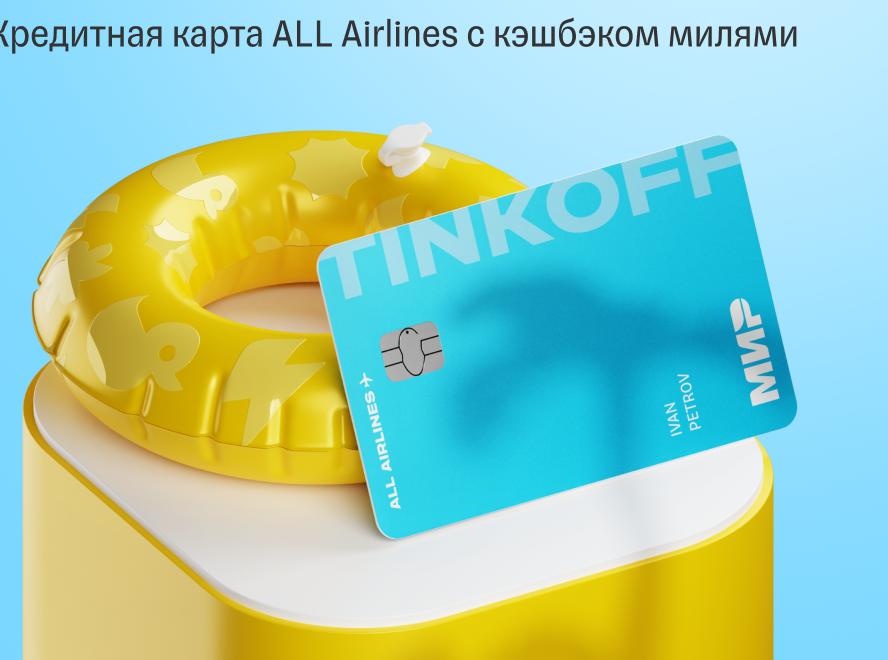 Кредитная карта ALL Airlines с кэшбэком милями
TINKOFF
ALL AIRLINES
IVAN
PETROV
МИР